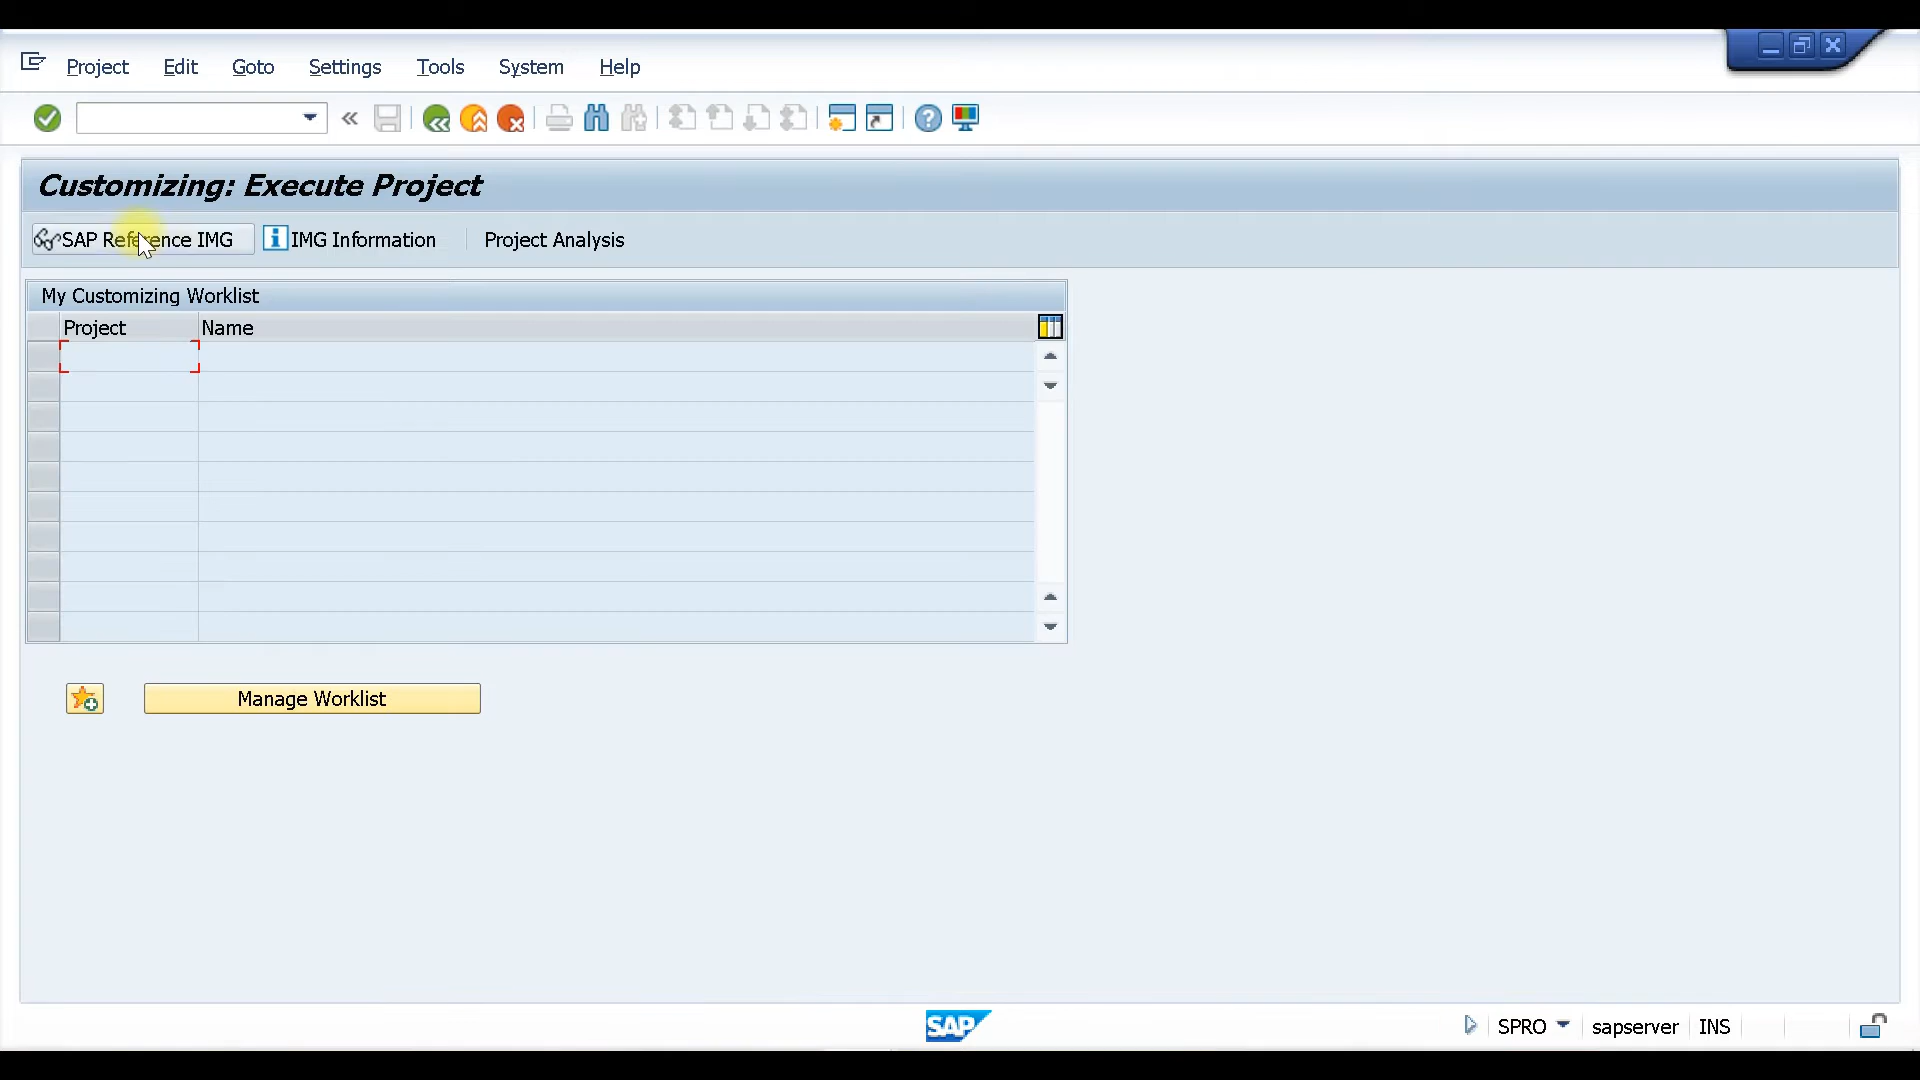 Project Edit Goto Settings Tools System Help
Customizing: Execute Project
SAP Reference IMG IMG Information Project Analysis
My Customizing Worklist
Project Name
Manage Worklist
SAP SPRO sapserver INS